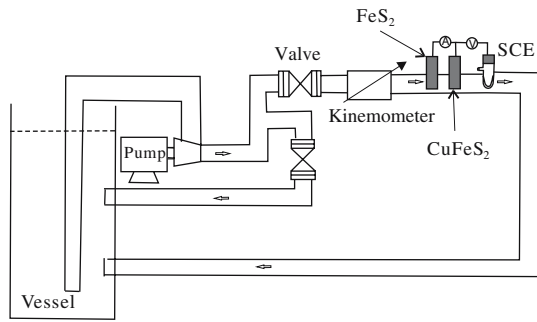 FeS₂
A
V
SCE
Valve
Kinemometer
CuFeS₂
Pump
Vessel